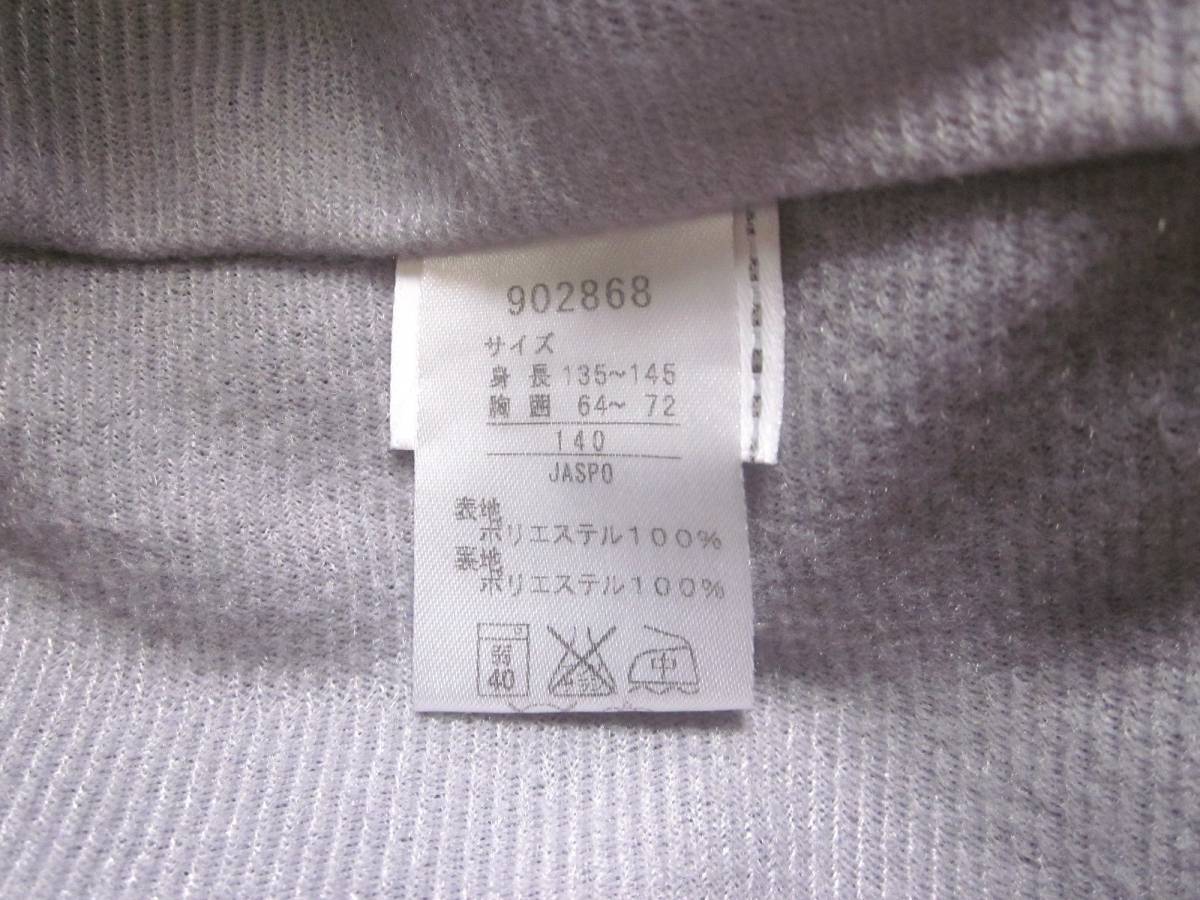 902868
サイズ
身長 135~145
胸囲 64~ 72
140
JASPO
表地
ポリエステル100%
裏地
ポリエステル100%
弱 中
40